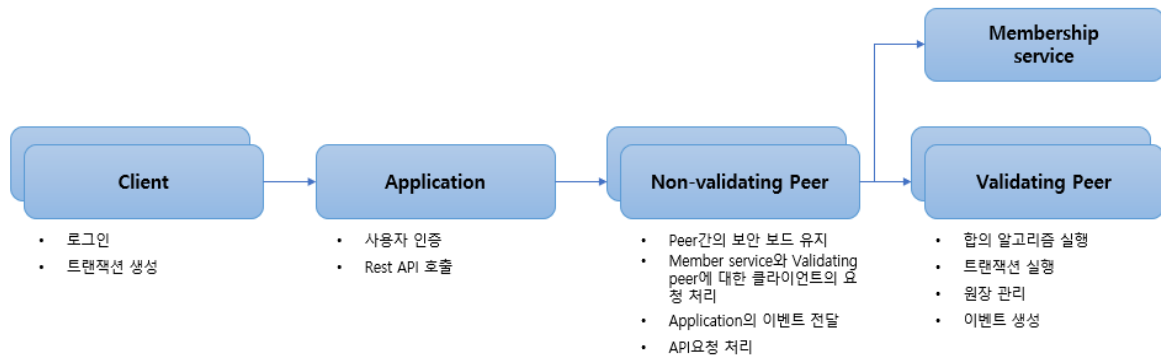 Membership
service
Client
Application
Non-validating Peer
Validating Peer
• 로그인
• 트랜잭션 생성
• 사용자 인증
• Rest API 호출
• Peer간의 보안 보드 유지
• Member service와 Validating
peer에 대한 클라이언트의 요
청 처리
• Application의 이벤트 전달
• API요청 처리
• 합의 알고리즘 실행
• 트랜잭션 실행
• 원장 관리
• 이벤트 생성